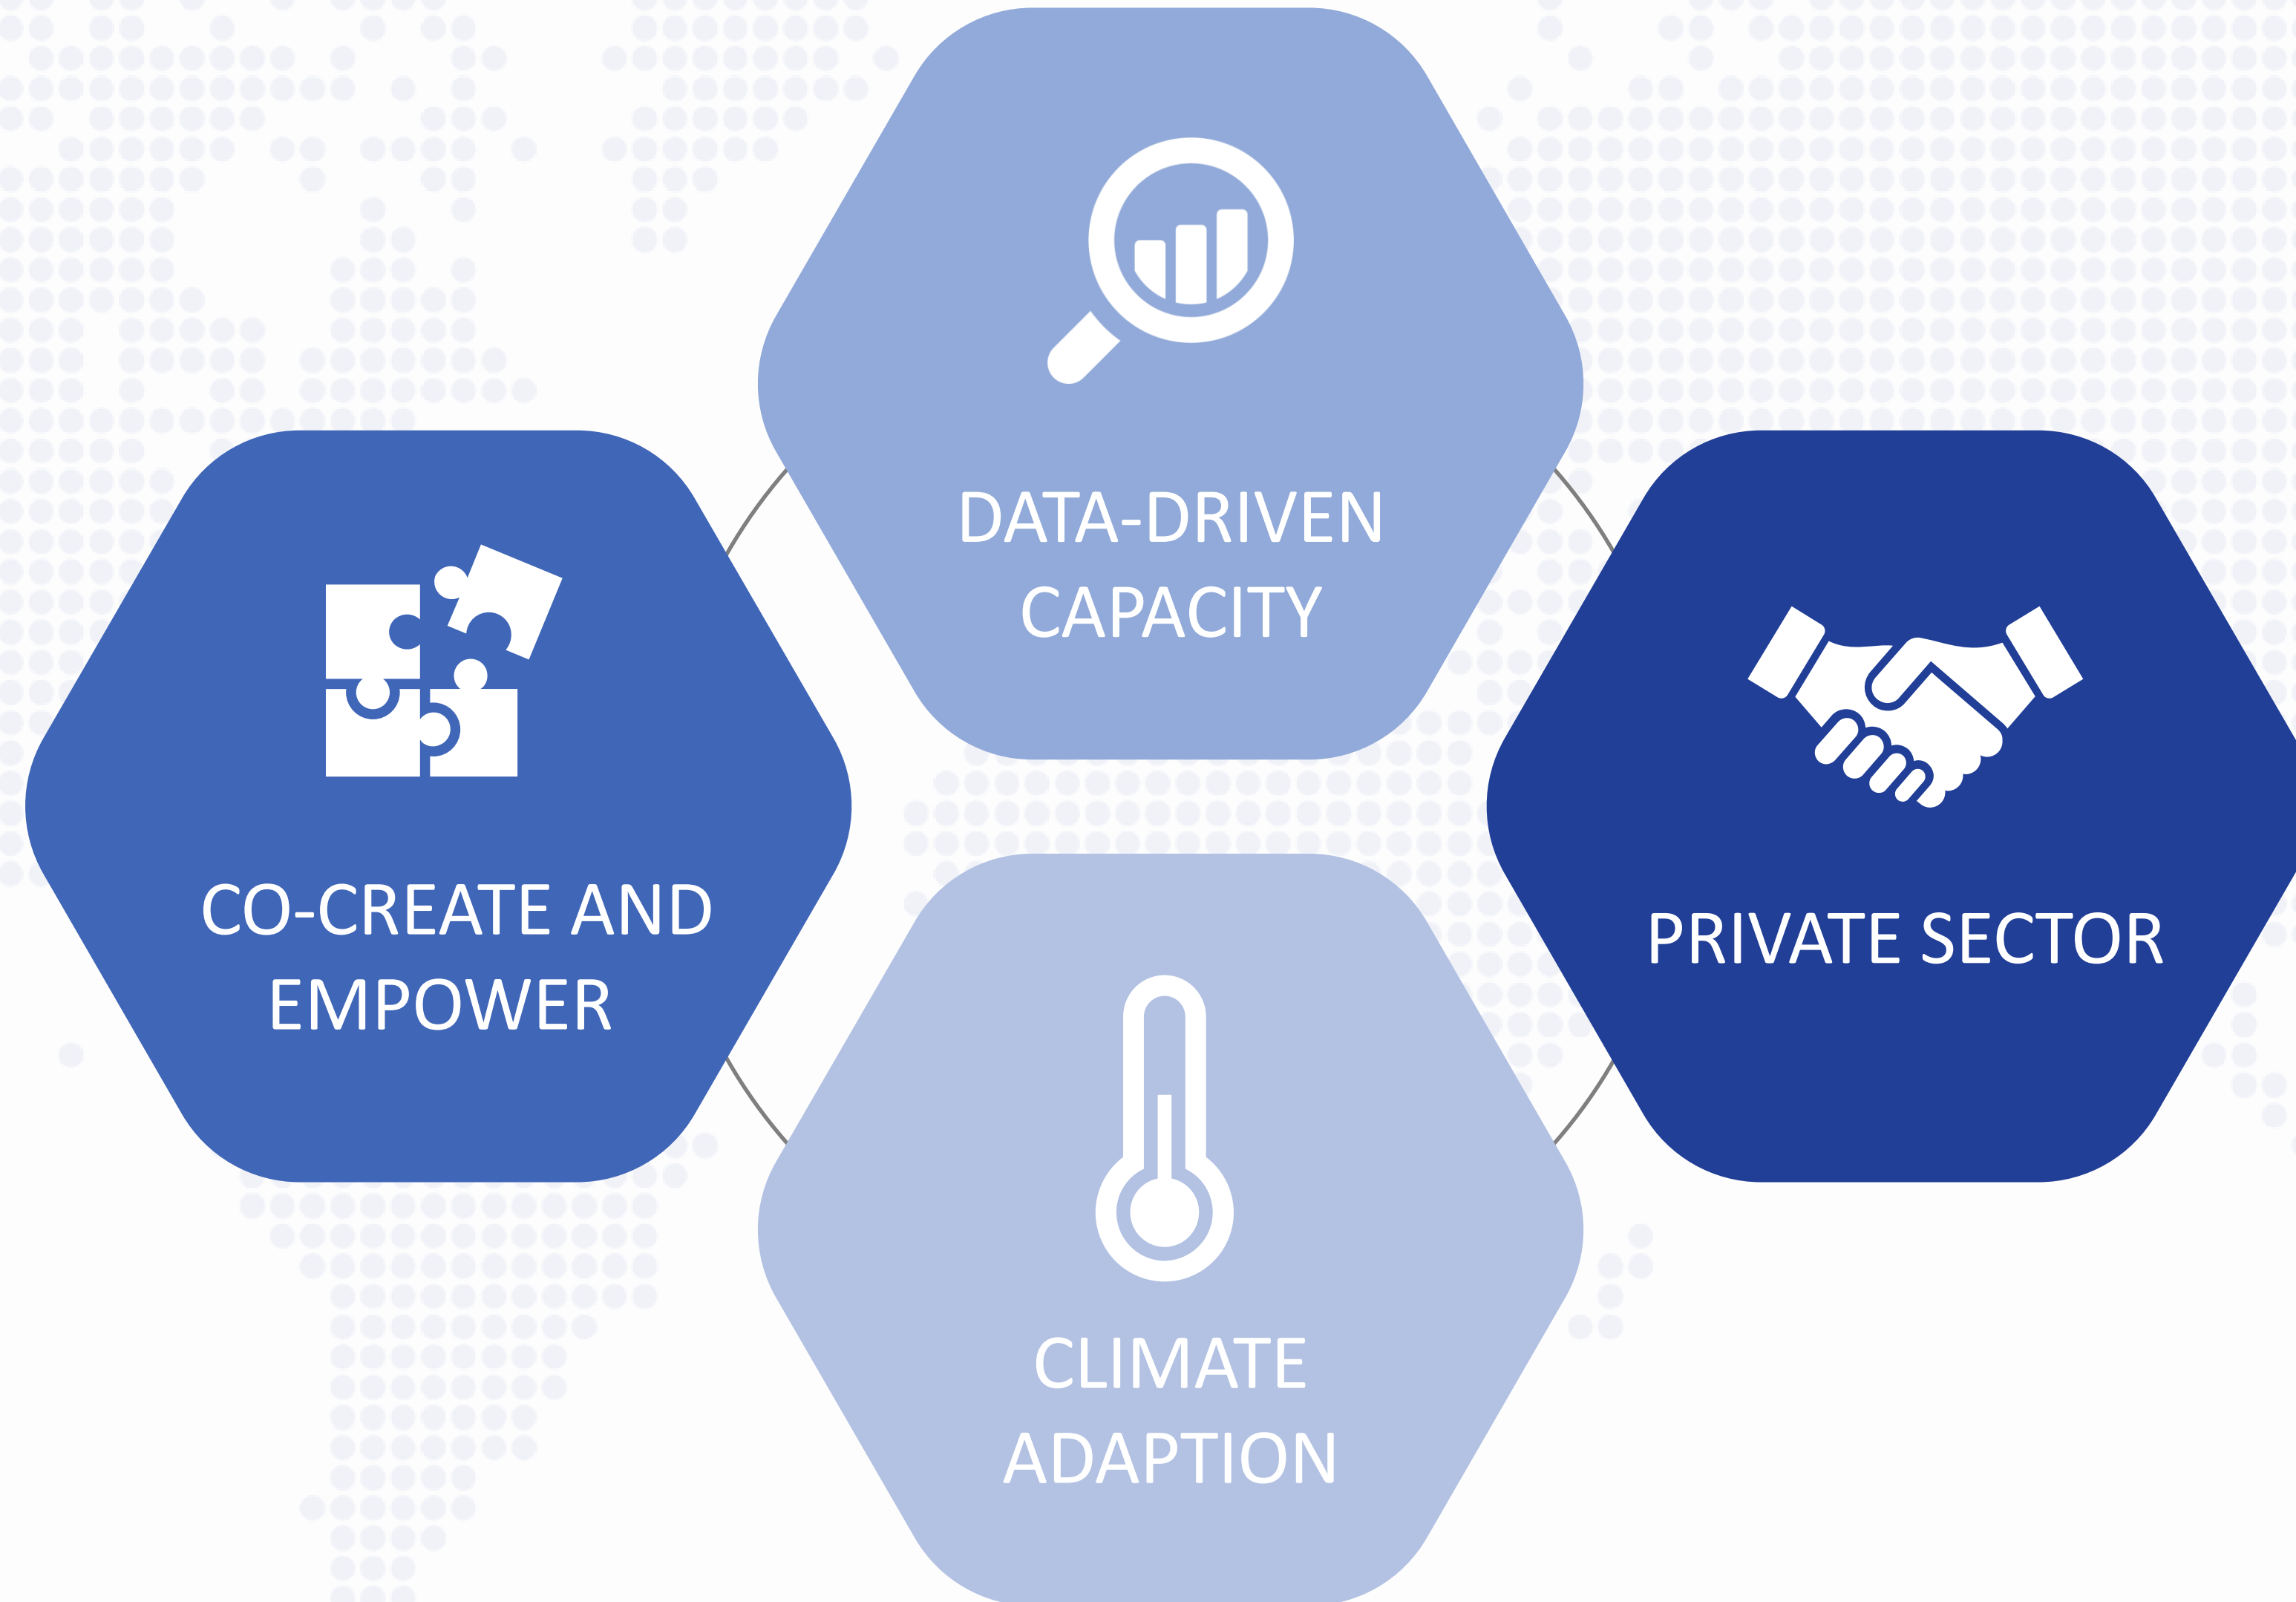 DATA-DRIVEN
CAPACITY
CO-CREATE AND
EMPOWER
PRIVATE SECTOR
CLIMATE
ADAPTION